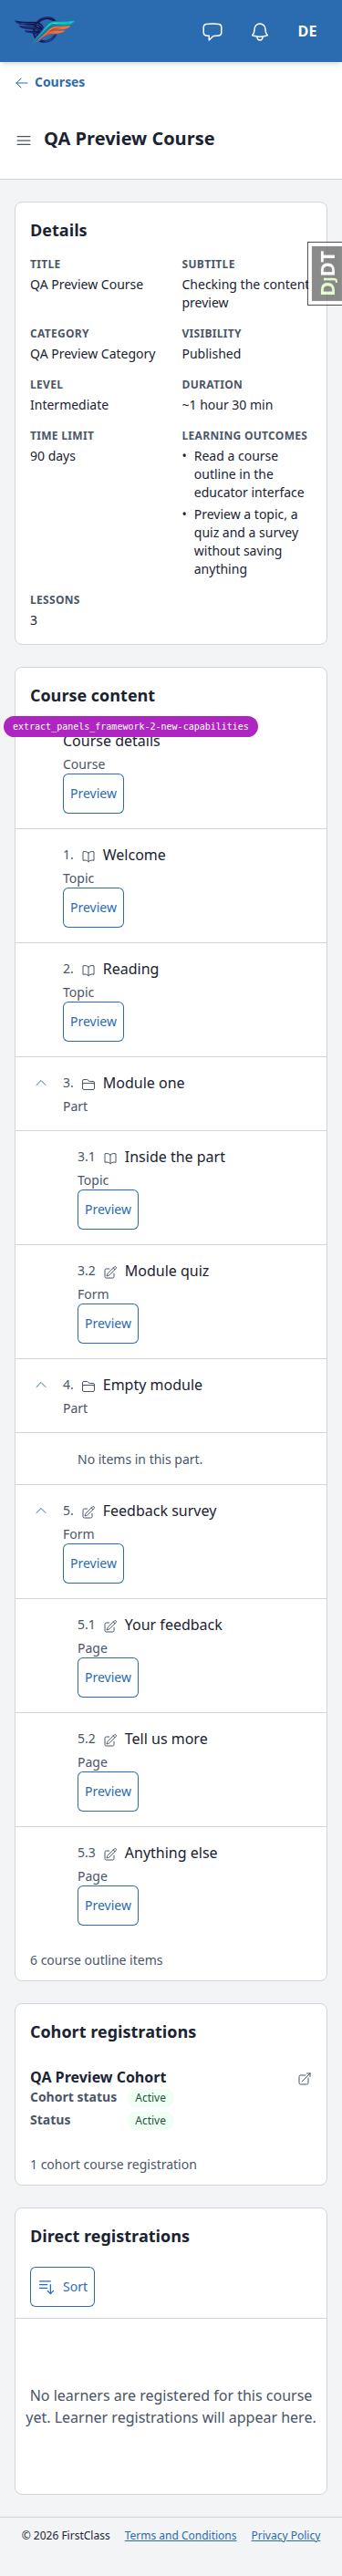 DE
Courses
QA Preview Course
Details
TITLE
QA Preview Course
SUBTITLE
Checking the content
preview
DJDT
CATEGORY
QA Preview Category
VISIBILITY
Published
LEVEL
Intermediate
DURATION
~1 hour 30 min
TIME LIMIT
90 days
LEARNING OUTCOMES
• Read a course
outline in the
educator interface
• Preview a topic, a
quiz and a survey
without saving
anything
LESSONS
3
Course content
extract_panels_framework-2-new-capabilities
Course details
Course
Preview
1. Welcome
Topic
Preview
2. Reading
Topic
Preview
3. Module one
Part
3.1 Inside the part
Topic
Preview
3.2 Module quiz
Form
Preview
4. Empty module
Part
No items in this part.
5. Feedback survey
Form
Preview
5.1 Your feedback
Page
Preview
5.2 Tell us more
Page
Preview
5.3 Anything else
Page
Preview
6 course outline items
Cohort registrations
QA Preview Cohort
Cohort status Active
Status Active
1 cohort course registration
Direct registrations
Sort
No learners are registered for this course
yet. Learner registrations will appear here.
© 2026 FirstClass Terms and Conditions Privacy Policy